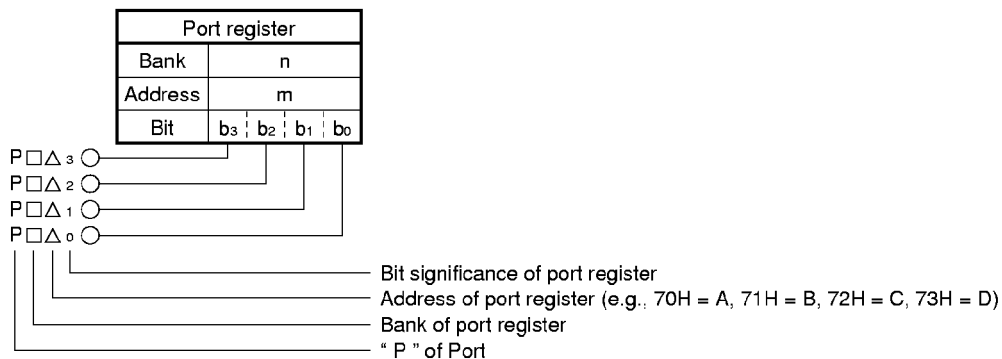 Port register
Bank n
Address m
Bit b3 b2 b1 b0
P□△3
P□△2
P□△1
P□△0
Bit significance of port register
Address of port register (e.g., 70H = A, 71H = B, 72H = C, 73H = D)
Bank of port register
“ P ” of Port